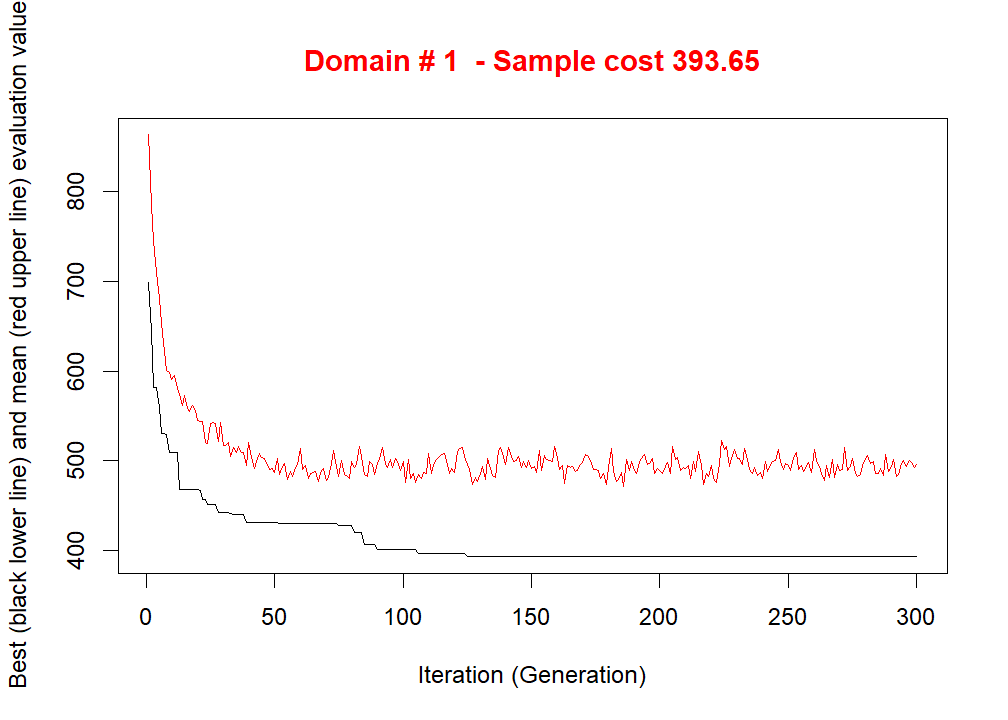 Domain # 1  - Sample cost 393.65
Best (black lower line) and mean (red upper line) evaluation value
800
700
600
500
400
0 50 100 150 200 250 300
Iteration (Generation)